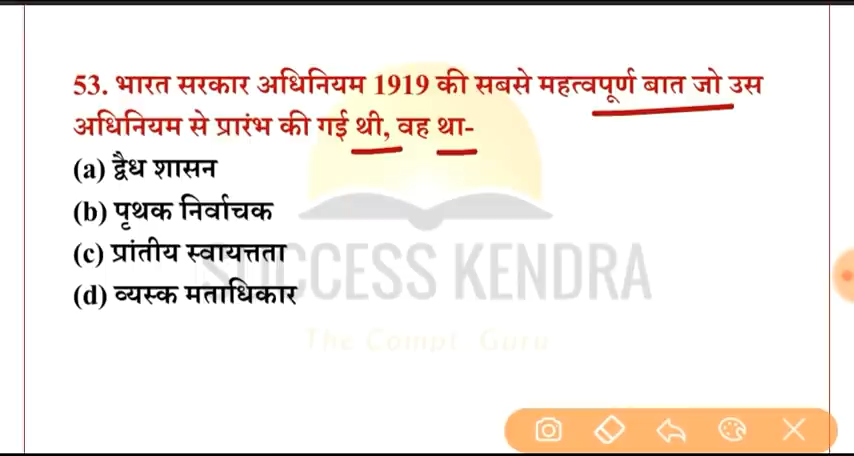 53. भारत सरकार अधिनियम 1919 की सबसे महत्वपूर्ण बात जो उस
अधिनियम से प्रारंभ की गई थी, वह था-
(a) द्वैध शासन
(b) पृथक निर्वाचक
(c) प्रांतीय स्वायत्तता
(d) व्यस्क मताधिकार
SUCCESS KENDRA
The Compt Guru